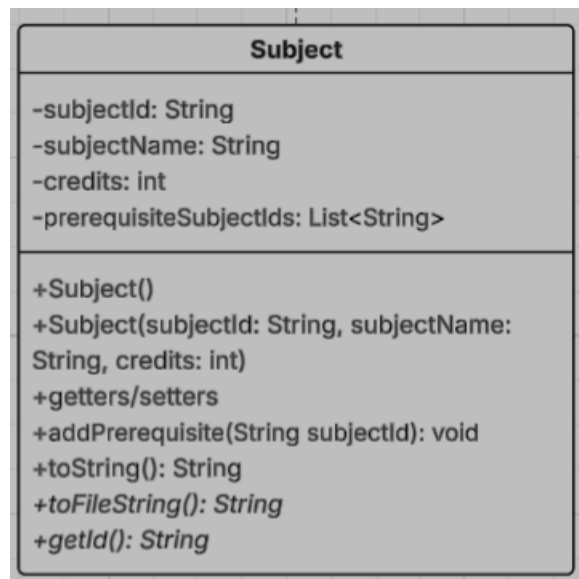 Subject
-subjectId: String
-subjectName: String
-credits: int
-prerequisiteSubjectIds: List<String>
+Subject()
+Subject(subjectId: String, subjectName:
String, credits: int)
+getters/setters
+addPrerequisite(String subjectId): void
+toString(): String
+toFileString(): String
+getId(): String